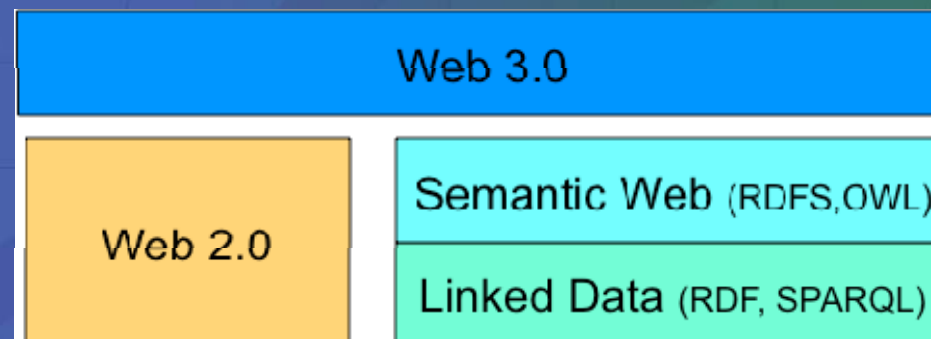 Web 3.0
Web 2.0
Semantic Web (RDFS,OWL)
Linked Data (RDF, SPARQL)